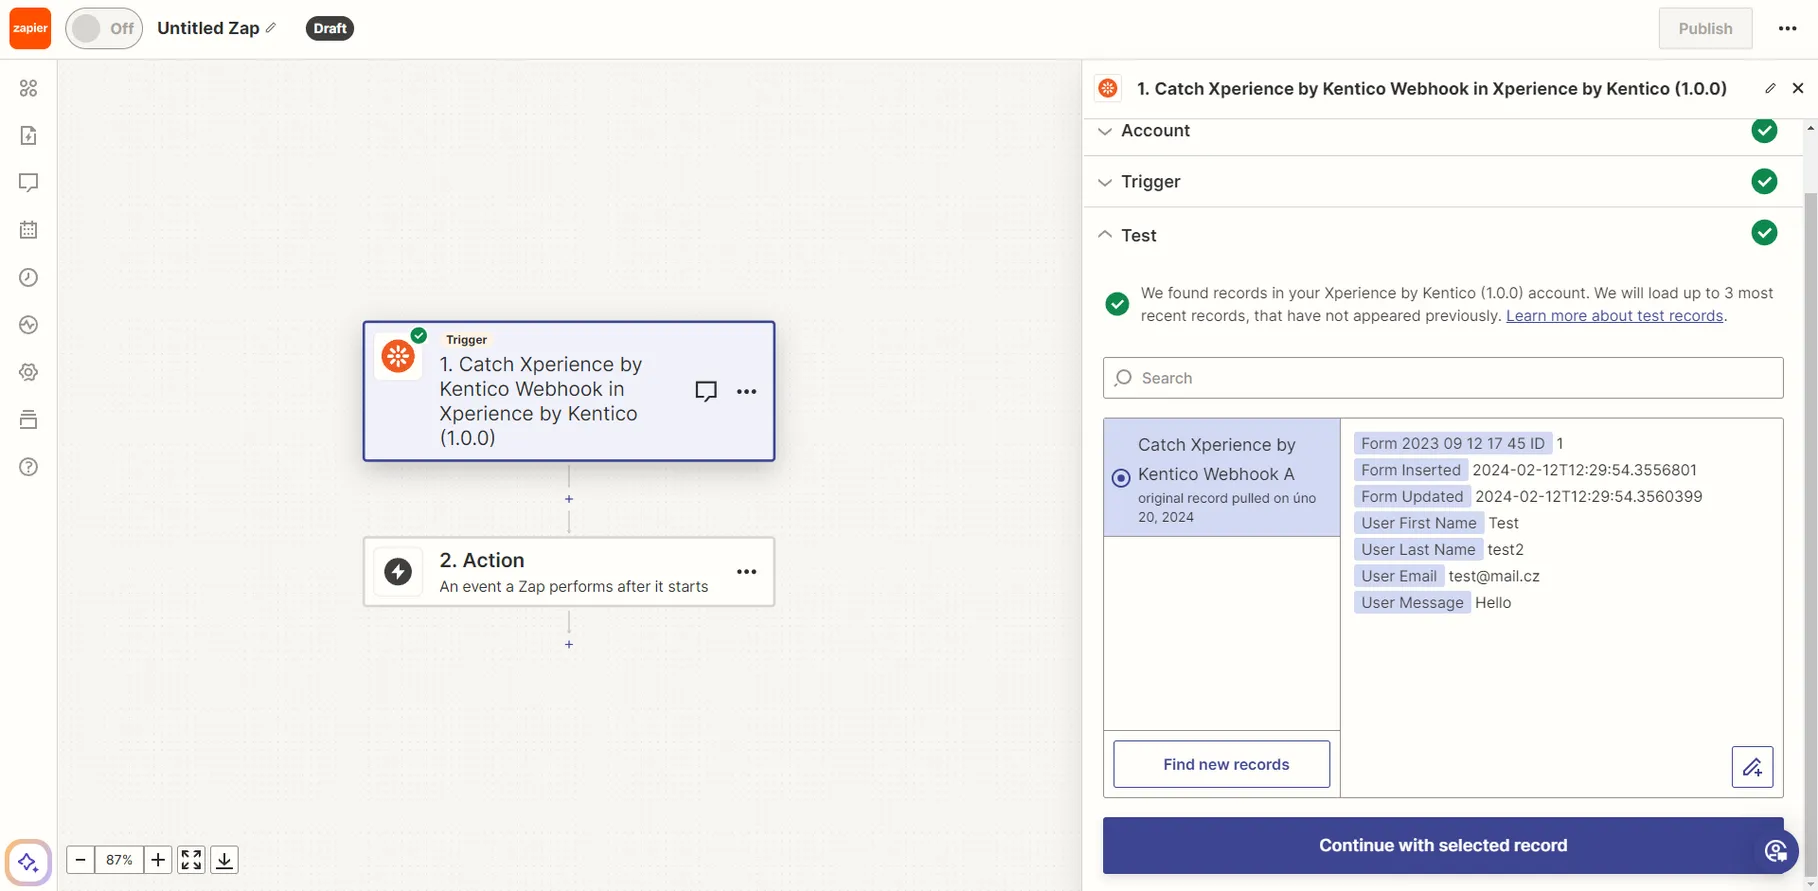 zapier
Off
Untitled Zap
Draft
Publish
1. Catch Xperience by Kentico Webhook in Xperience by Kentico (1.0.0)
Account
Trigger
Test
We found records in your Xperience by Kentico (1.0.0) account. We will load up to 3 most
recent records, that have not appeared previously. Learn more about test records.
Search
Catch Xperience by
Kentico Webhook A
original record pulled on úno
20, 2024
Form 2023 09 12 17 45 ID 1
Form Inserted 2024-02-12T12:29:54.3556801
Form Updated 2024-02-12T12:29:54.3560399
User First Name Test
User Last Name test2
User Email test@mail.cz
User Message Hello
Find new records
Continue with selected record
Trigger
1. Catch Xperience by
Kentico Webhook in
Xperience by Kentico
(1.0.0)
2. Action
An event a Zap performs after it starts
87%